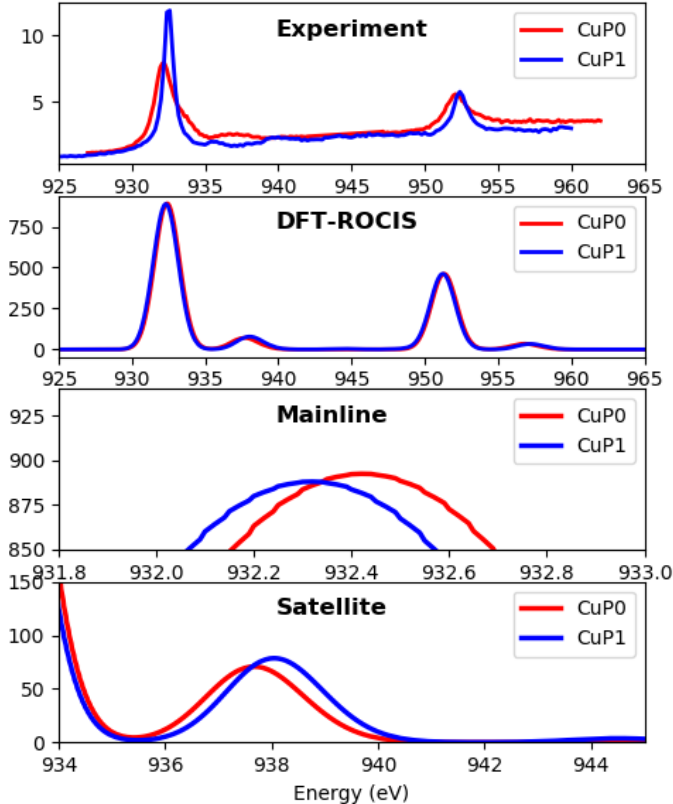 Experiment
CuP0
CuP1
10
5
925 930 935 940 945 950 955 960 965
DFT-ROCIS
CuP0
CuP1
750
500
250
0
925 930 935 940 945 950 955 960 965
Mainline
CuP0
CuP1
925
900
875
850
931.8 932.0 932.2 932.4 932.6 932.8 933.0
Satellite
CuP0
CuP1
150
100
50
0
934 936 938 940 942 944
Energy (eV)